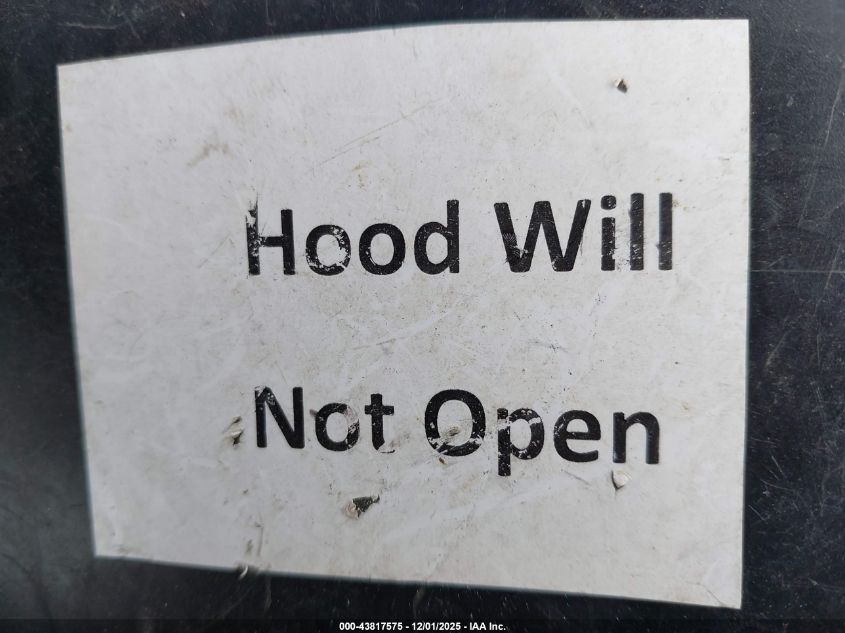 Hood Will
Not Open
000-43817575 - 12/01/2025 - IAA Inc.